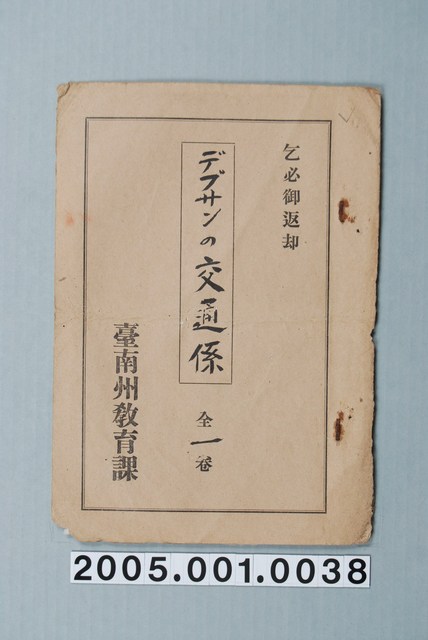 乞必御返却
デブサンの交通係
全一卷
臺南州教育課
2005.001.0038